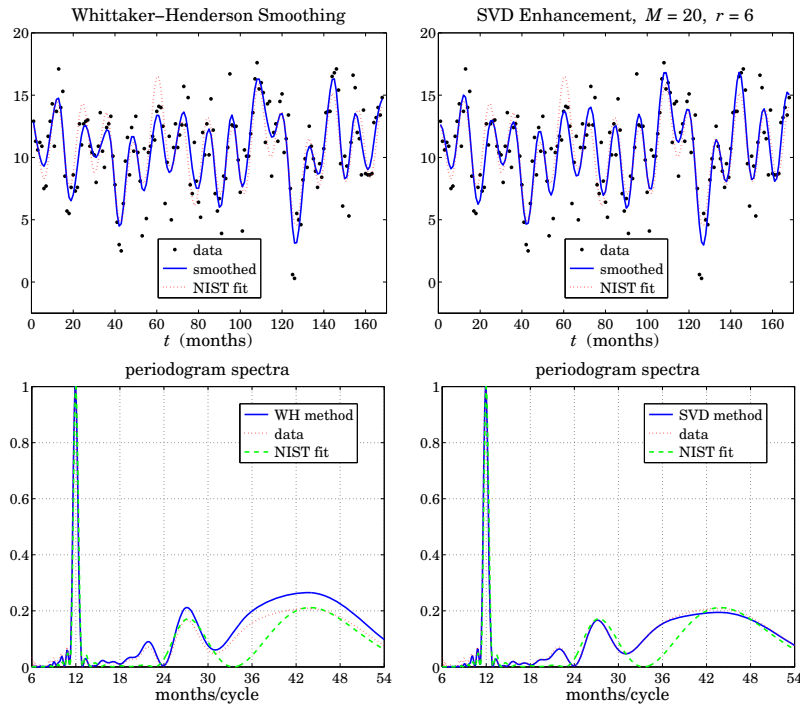 Whittaker–Henderson Smoothing
20
15
10
5
0
data
smoothed
NIST fit
0 20 40 60 80 100 120 140 160
t (months)
SVD Enhancement, M = 20, r = 6
20
15
10
5
0
data
smoothed
NIST fit
0 20 40 60 80 100 120 140 160
t (months)
periodogram spectra
1
0.8
0.6
0.4
0.2
0
WH method
data
NIST fit
6 12 18 24 30 36 42 48 54
months/cycle
periodogram spectra
1
0.8
0.6
0.4
0.2
0
SVD method
data
NIST fit
6 12 18 24 30 36 42 48 54
months/cycle